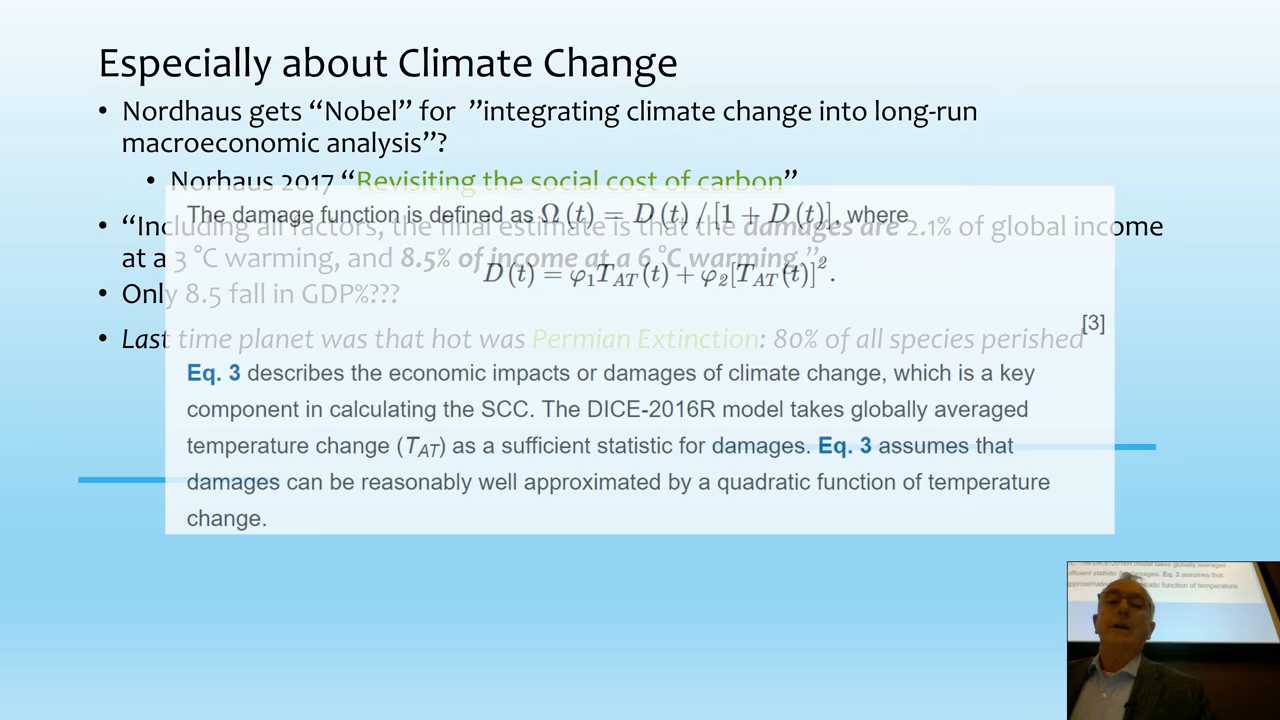 Especially about Climate Change
• Nordhaus gets “Nobel” for ”integrating climate change into long-run
macroeconomic analysis”?
• Norhaus 2017 “Revisiting the social cost of carbon”
• “Including all factors, the final estimate is that the damages are 2.1% of global income
at a 3 °C warming, and 8.5% of income at a 6 °C warming.”
• Only 8.5 fall in GDP%???
• Last time planet was that hot was Permian Extinction: 80% of all species perished
The damage function is defined as Ω(t) = D(t) / [1 + D(t)], where
D(t) = φ₁T_AT(t) + φ₂[T_AT(t)]².
[3]
Eq. 3 describes the economic impacts or damages of climate change, which is a key
component in calculating the SCC. The DICE-2016R model takes globally averaged
temperature change (T_AT) as a sufficient statistic for damages. Eq. 3 assumes that
damages can be reasonably well approximated by a quadratic function of temperature
change.